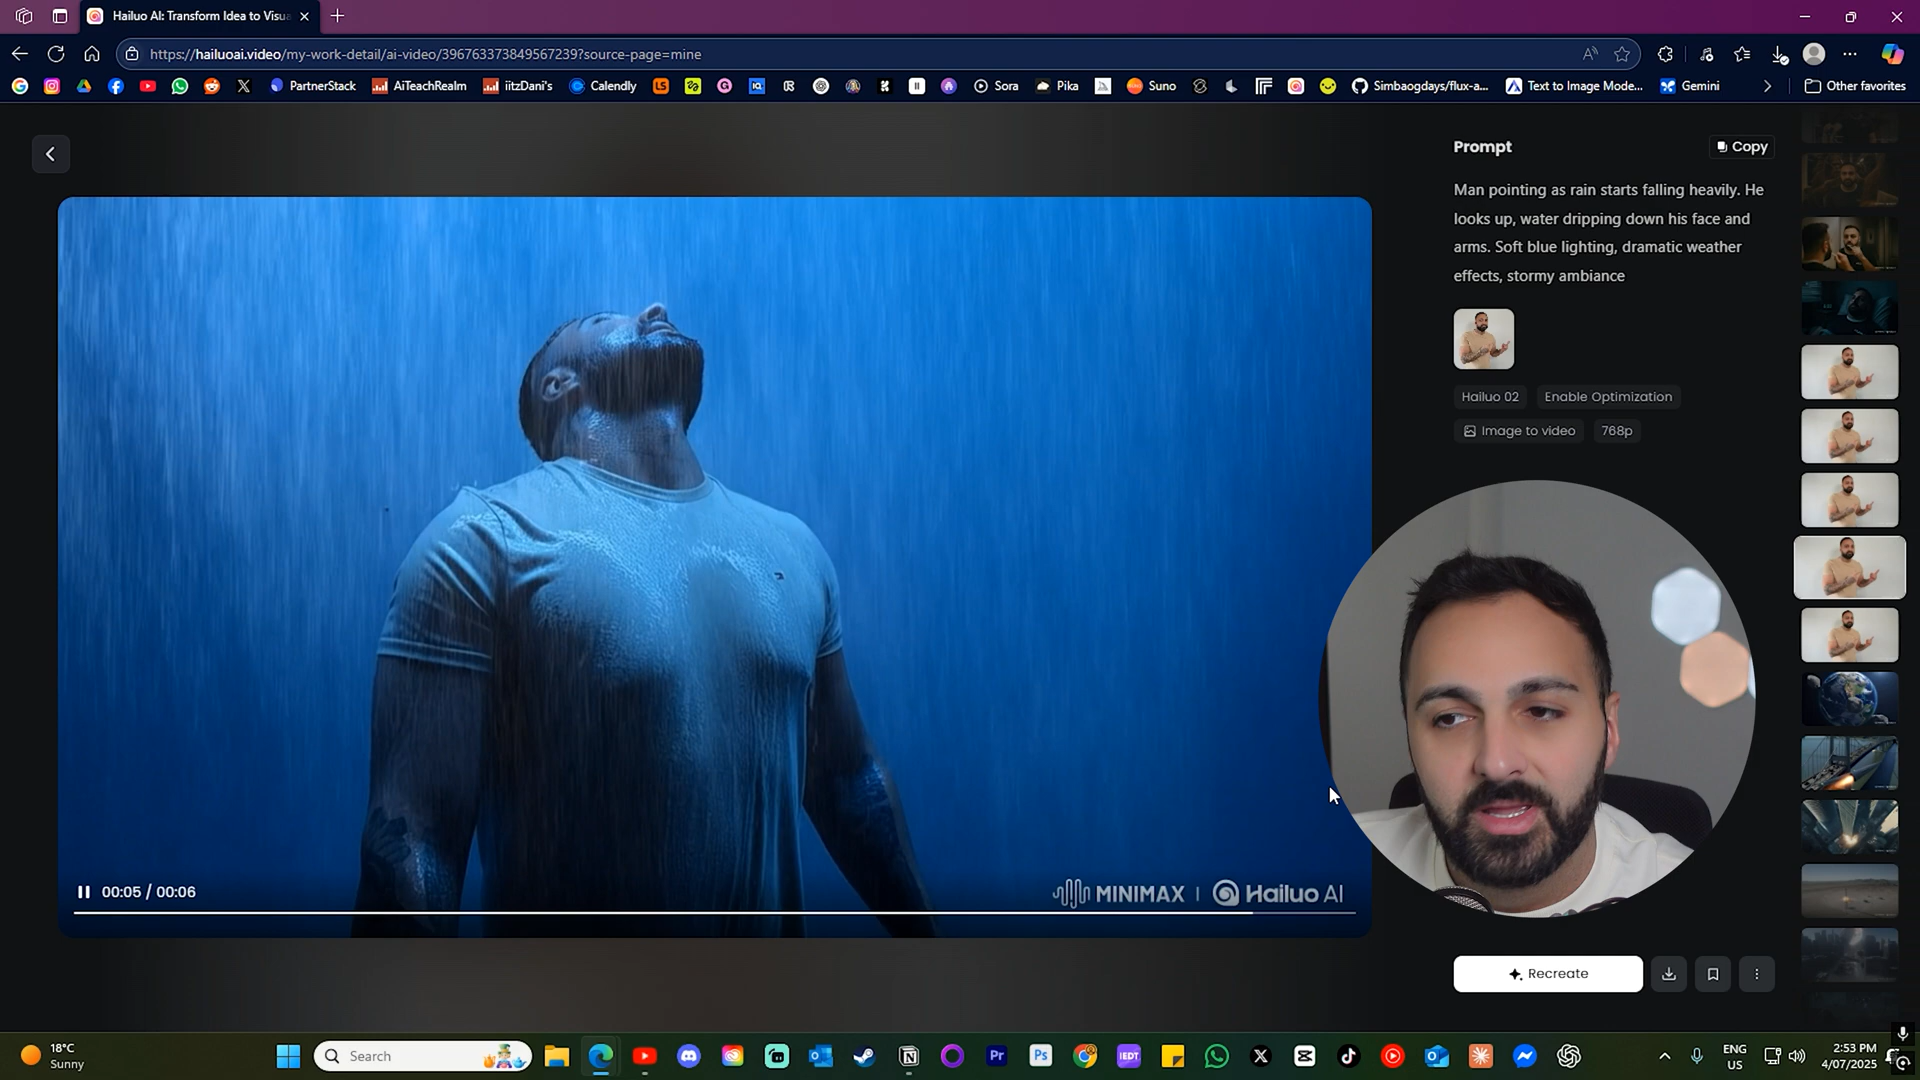 Hailuo AI: Transform Idea to Visua
https://hailuoai.video/my-work-detail/ai-video/396763373849567239?source-page=mine
PartnerStack
AiTeachRealm
iitzDani's
Calendly
Sora
Pika
Suno
Simbaogdays/flux-a...
Text to Image Mode...
Gemini
Other favorites
Prompt
Copy
Man pointing as rain starts falling heavily. He
looks up, water dripping down his face and
arms. Soft blue lighting, dramatic weather
effects, stormy ambiance
Hailuo 02
Enable Optimization
Image to video
768p
00:05 / 00:06
MINIMAX | Hailuo AI
Recreate
18°C
Sunny
Search
Pr
Ps
IEDT
ENG
US
2:53 PM
4/07/2025